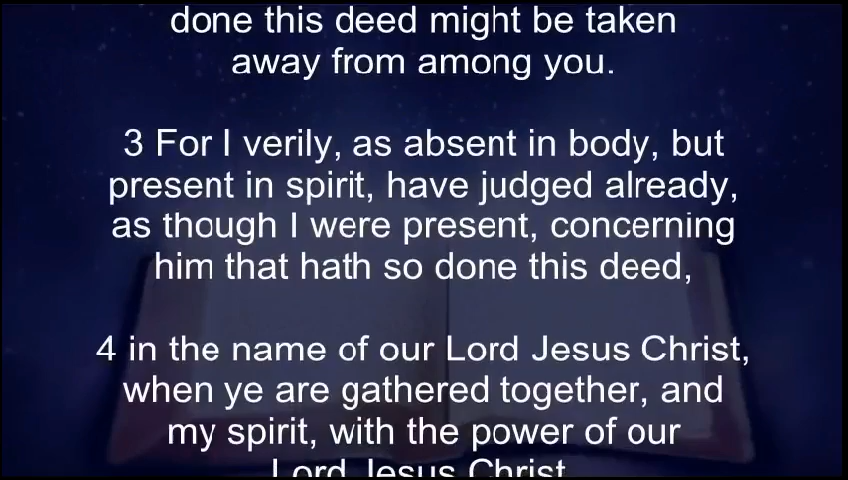 done this deed might be taken
away from among you.
3 For I verily, as absent in body, but
present in spirit, have judged already,
as though I were present, concerning
him that hath so done this deed,
4 in the name of our Lord Jesus Christ,
when ye are gathered together, and
my spirit, with the power of our
Lord Jesus Christ